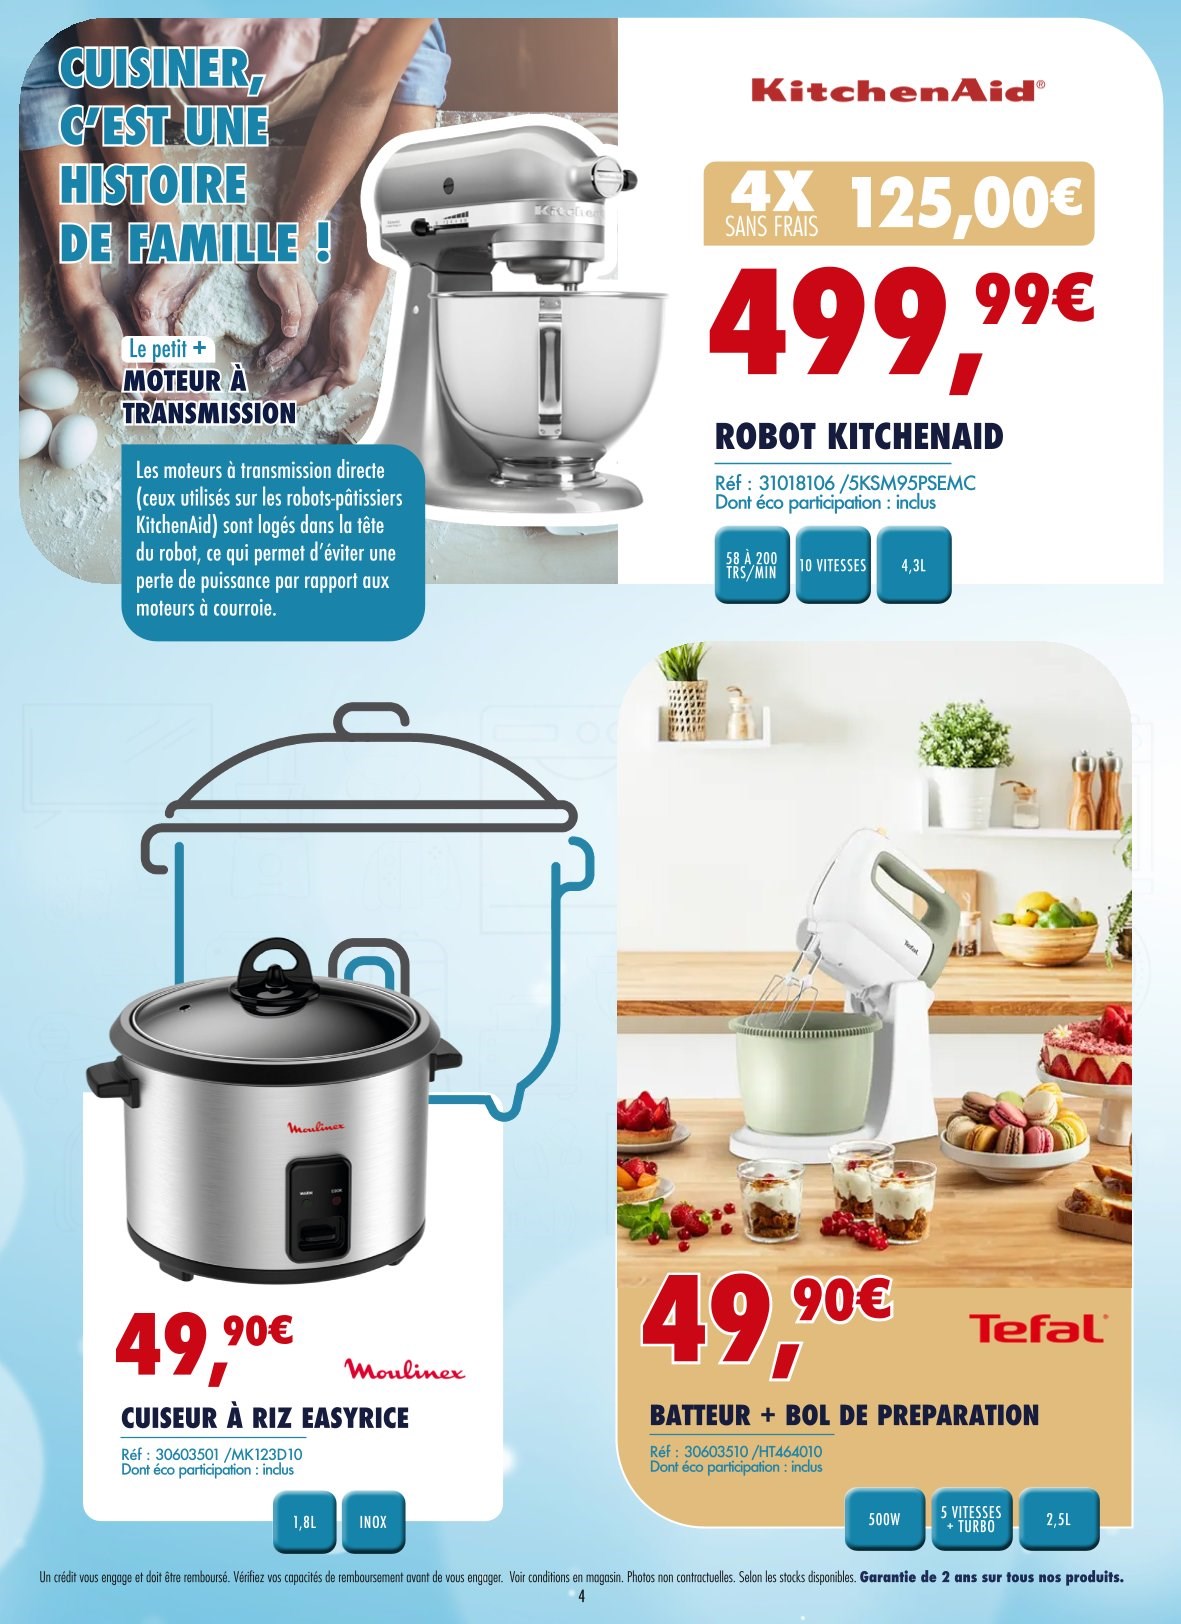 CUISINER,
C'EST UNE
HISTOIRE
DE FAMILLE !
Le petit +
MOTEUR À
TRANSMISSION
Les moteurs à transmission directe
(ceux utilisés sur les robots-pâtissiers
KitchenAid) sont logés dans la tête
du robot, ce qui permet d'éviter une
perte de puissance par rapport aux
moteurs à courroie.
KitchenAid®
4X
SANS FRAIS
125,00€
499,99€
ROBOT KITCHENAID
Réf : 31018106 /5KSM95PSEMC
Dont éco participation : inclus
58 À 200
TRS/MIN
10 VITESSES
4,3L
Moulinex
WARM
COOK
49,90€
Moulinex
CUISEUR À RIZ EASYRICE
Réf : 30603501 /MK123D10
Dont éco participation : inclus
1,8L
INOX
Tefal
49,90€
Tefal®
BATTEUR + BOL DE PREPARATION
Réf : 30603510 /HT464010
Dont éco participation : inclus
500W
5 VITESSES
+ TURBO
2,5L
Un crédit vous engage et doit être remboursé. Vérifiez vos capacités de remboursement avant de vous engager. Voir conditions en magasin. Photos non contractuelles. Selon les stocks disponibles. Garantie de 2 ans sur tous nos produits.
4